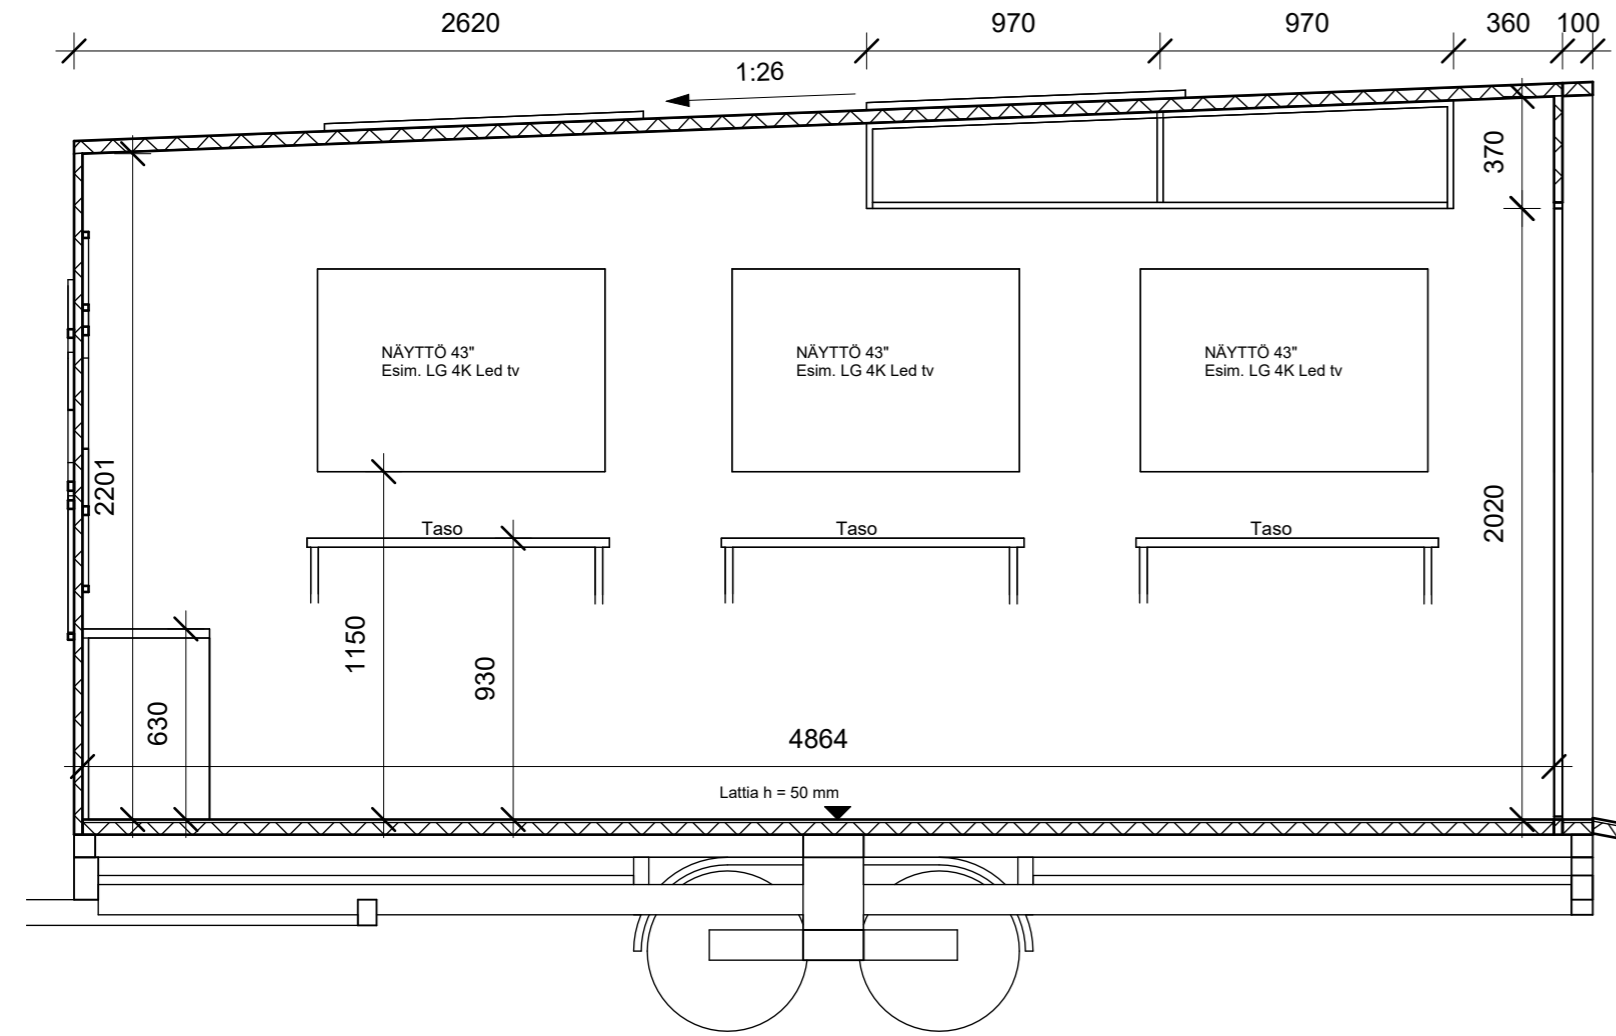 2620
970
970
360
100
1:26
370
NÄYTTÖ 43"
Esim. LG 4K Led tv
NÄYTTÖ 43"
Esim. LG 4K Led tv
NÄYTTÖ 43"
Esim. LG 4K Led tv
2201
2020
Taso
Taso
Taso
1150
930
630
4864
Lattia h = 50 mm